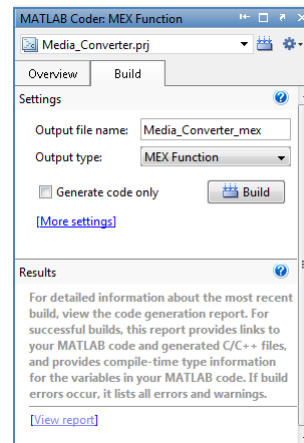 MATLAB Coder: MEX Function
Media_Converter.prj
Overview Build
Settings
Output file name: Media_Converter_mex
Output type: MEX Function
Generate code only Build
[More settings]
Results
For detailed information about the most recent
build, view the code generation report. For
successful builds, this report provides links to
your MATLAB code and generated C/C++ files,
and provides compile-time type information
for the variables in your MATLAB code. If build
errors occur, it lists all errors and warnings.
[View report]